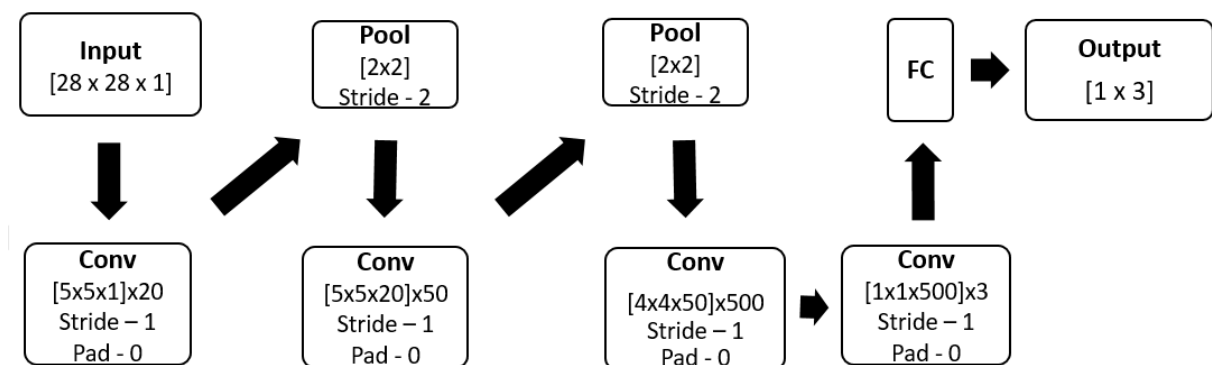 Input
[28 x 28 x 1]
Conv
[5x5x1]x20
Stride – 1
Pad - 0
Pool
[2x2]
Stride - 2
Conv
[5x5x20]x50
Stride – 1
Pad - 0
Pool
[2x2]
Stride - 2
Conv
[4x4x50]x500
Stride – 1
Pad - 0
Conv
[1x1x500]x3
Stride – 1
Pad - 0
FC
Output
[1 x 3]